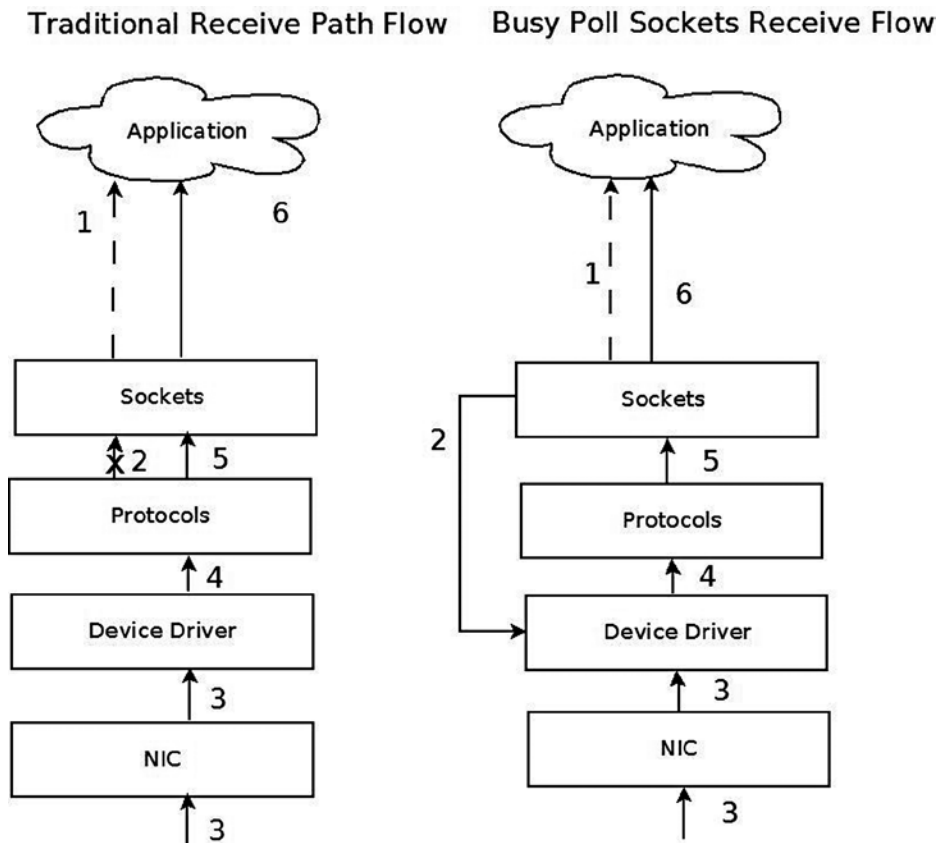 Traditional Receive Path Flow
Application
1
6
Sockets
X 2
5
Protocols
4
Device Driver
3
NIC
3
Busy Poll Sockets Receive Flow
Application
1
6
Sockets
2
5
Protocols
4
Device Driver
3
NIC
3